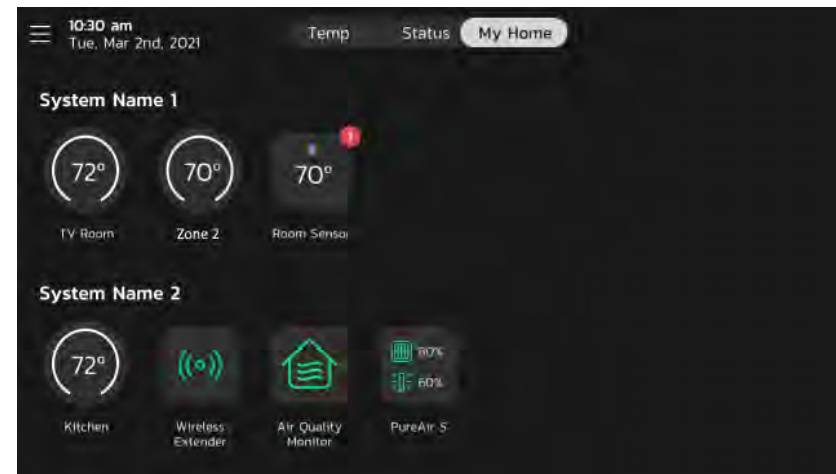 10:30 am
Tue, Mar 2nd, 2021
Temp Status My Home
System Name 1
72° 70° 70° 1
TV Room Zone 2 Room Sensor
System Name 2
72° 80%
60%
Kitchen Wireless Air Quality PureAir S
Extender Monitor